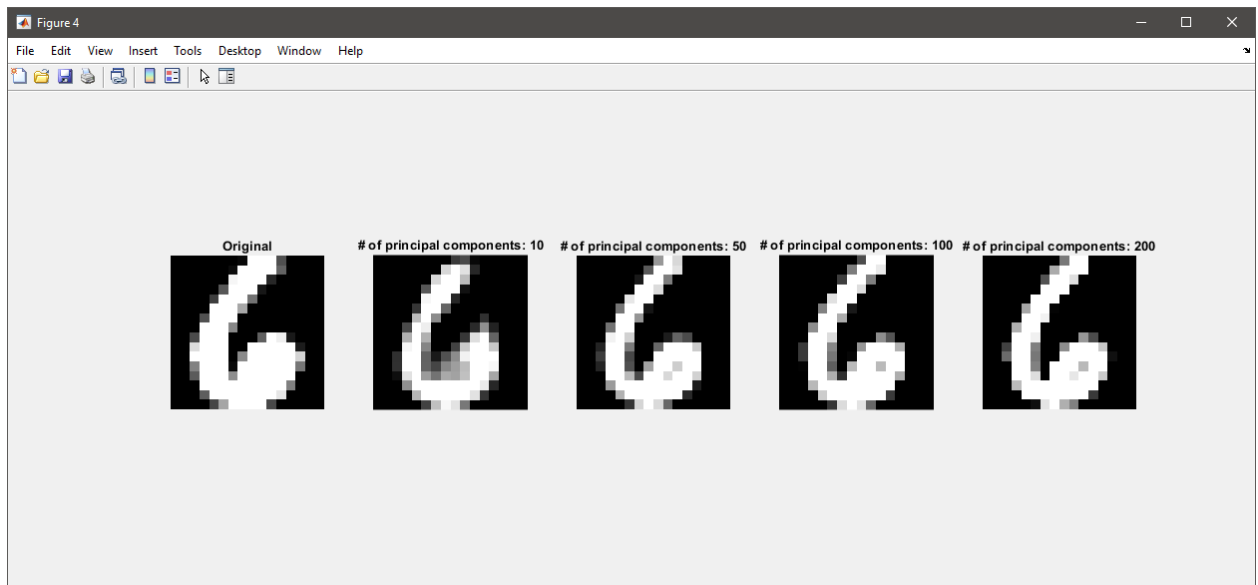 Figure 4
File Edit View Insert Tools Desktop Window Help
Original # of principal components: 10 # of principal components: 50 # of principal components: 100 # of principal components: 200